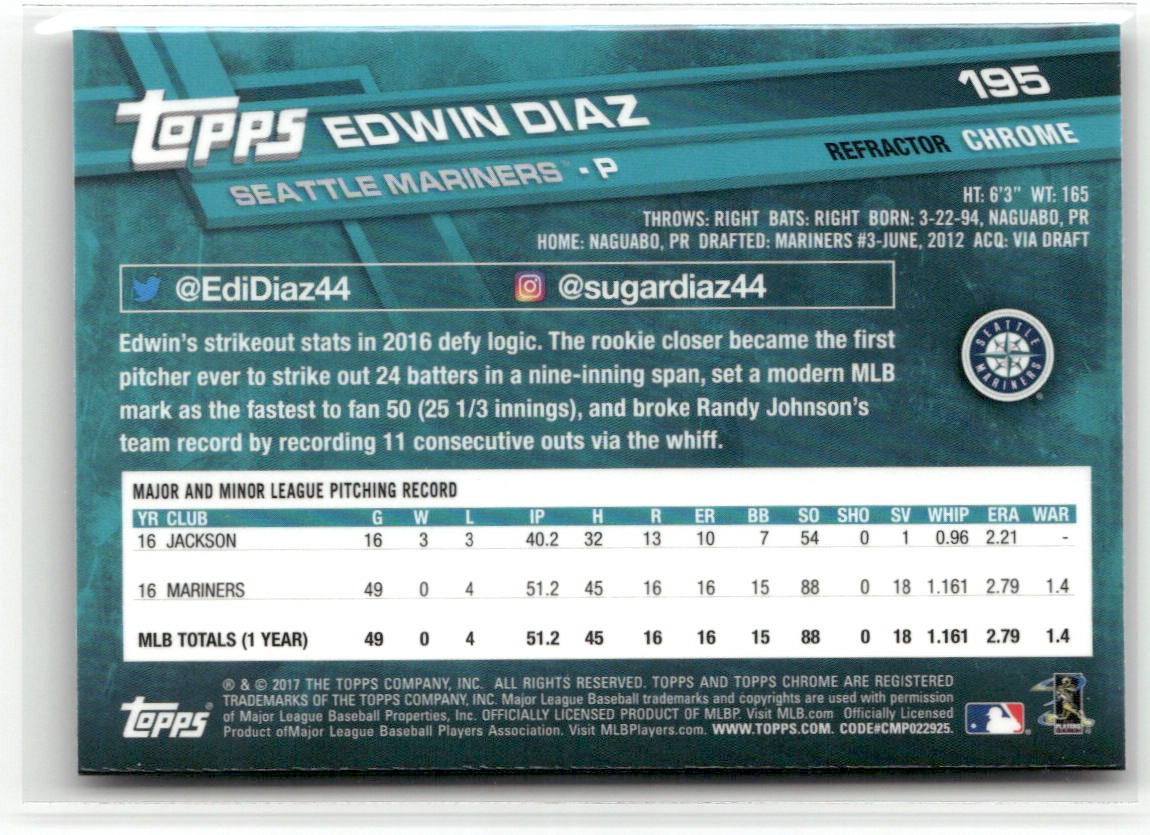 195
TOPPS EDWIN DIAZ
REFRACTOR CHROME
SEATTLE MARINERS™ • P
HT: 6'3" WT: 165
THROWS: RIGHT BATS: RIGHT BORN: 3-22-94, NAGUABO, PR
HOME: NAGUABO, PR DRAFTED: MARINERS #3-JUNE, 2012 ACQ: VIA DRAFT
@EdiDiaz44 @sugardiaz44
SEATTLE MARINERS
Edwin's strikeout stats in 2016 defy logic. The rookie closer became the first
pitcher ever to strike out 24 batters in a nine-inning span, set a modern MLB
mark as the fastest to fan 50 (25 1/3 innings), and broke Randy Johnson's
team record by recording 11 consecutive outs via the whiff.
MAJOR AND MINOR LEAGUE PITCHING RECORD
YR CLUB G W L IP H R ER BB SO SHO SV WHIP ERA WAR
16 JACKSON 16 3 3 40.2 32 13 10 7 54 0 1 0.96 2.21 -
16 MARINERS 49 0 4 51.2 45 16 16 15 88 0 18 1.161 2.79 1.4
MLB TOTALS (1 YEAR) 49 0 4 51.2 45 16 16 15 88 0 18 1.161 2.79 1.4
® & © 2017 THE TOPPS COMPANY, INC. ALL RIGHTS RESERVED. TOPPS AND TOPPS CHROME ARE REGISTERED
TRADEMARKS OF THE TOPPS COMPANY, INC. Major League Baseball trademarks and copyrights are used with permission
of Major League Baseball Properties, Inc. OFFICIALLY LICENSED PRODUCT OF MLBP. Visit MLB.com Officially Licensed
Product ofMajor League Baseball Players Association. Visit MLBPlayers.com. WWW.TOPPS.COM. CODE#CMP022925.
TOPPS®